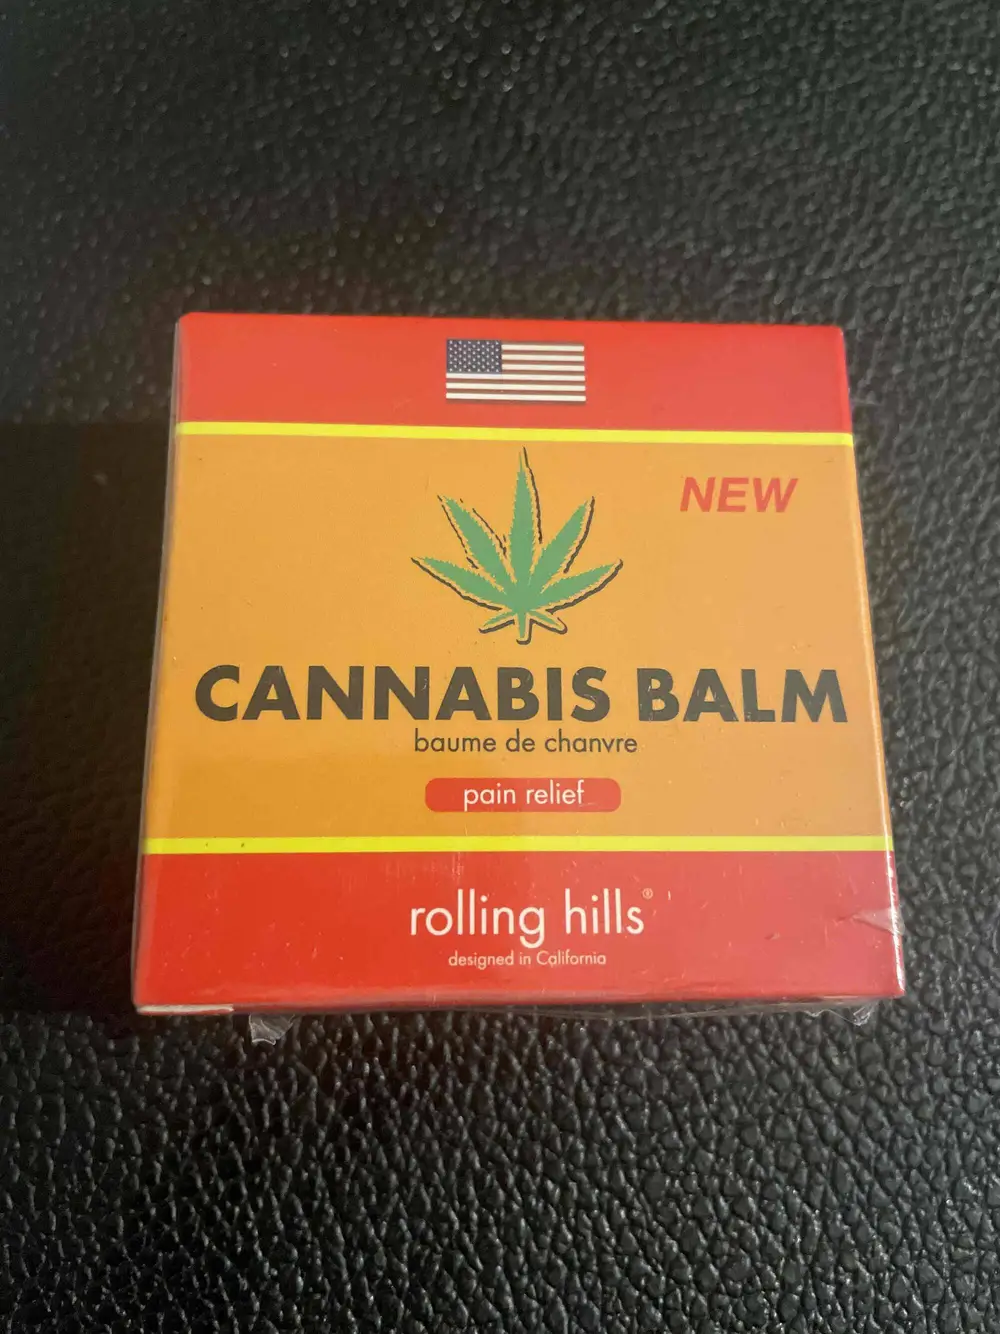 NEW
CANNABIS BALM
baume de chanvre
pain relief
rolling hills®
designed in California